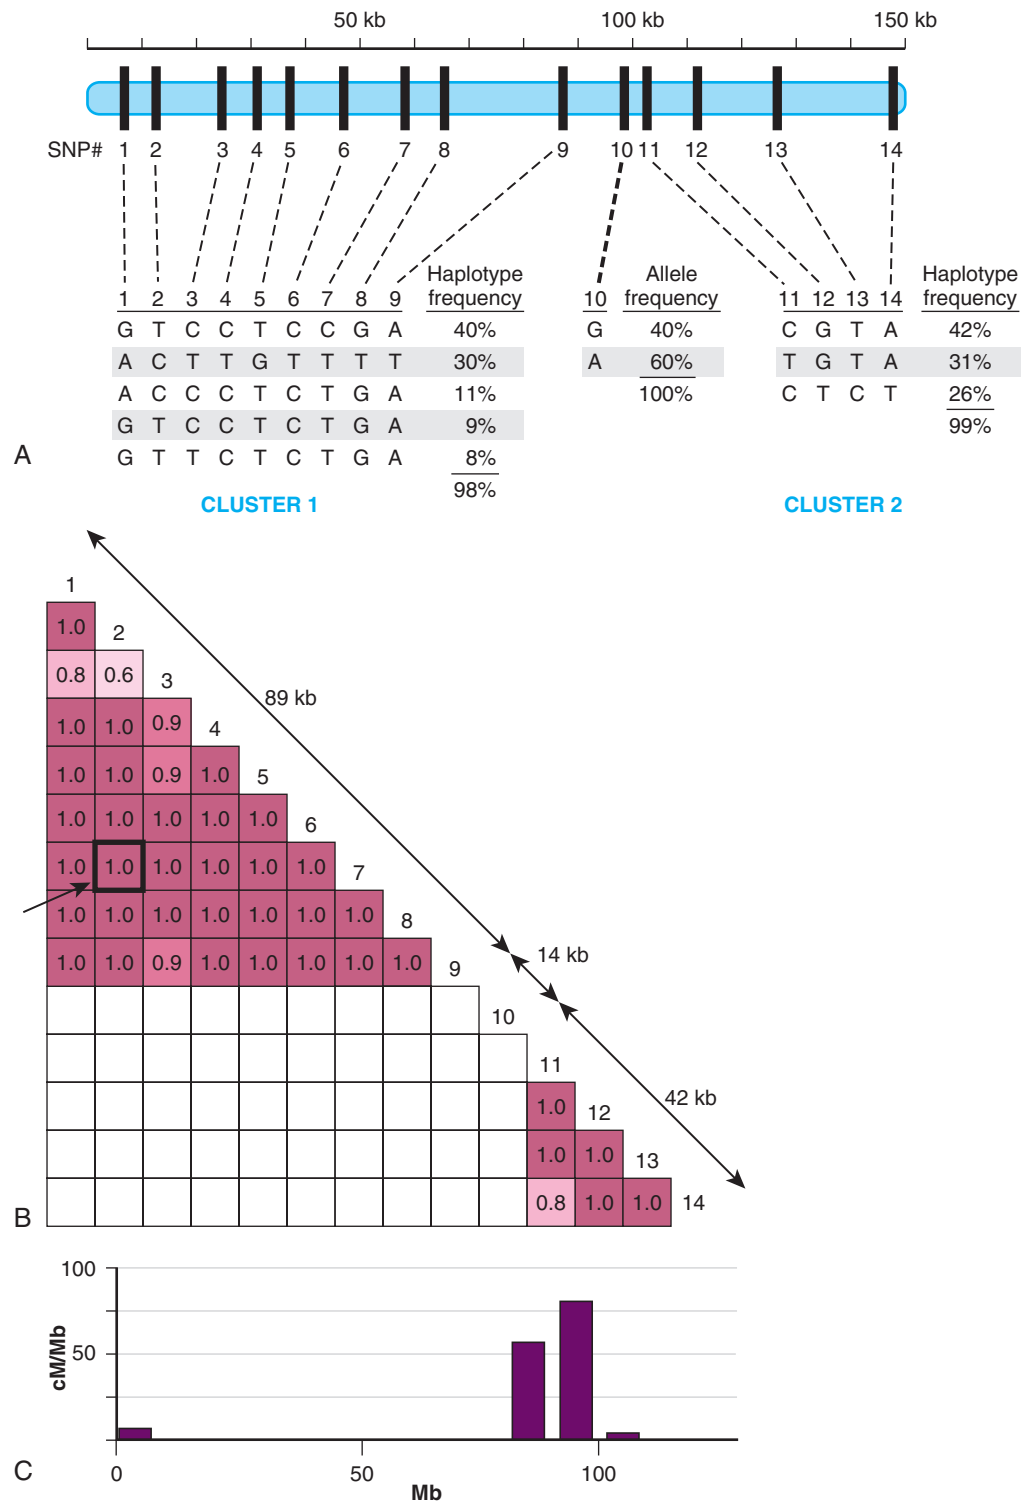 50 kb 100 kb 150 kb
SNP# 1 2 3 4 5 6 7 8 9 10 11 12 13 14
Haplotype Allele Haplotype
1 2 3 4 5 6 7 8 9 frequency 10 frequency 11 12 13 14 frequency
G T C C T C C G A 40% G 40% C G T A 42%
A C T T G T T T T 30% A 60% T G T A 31%
A C C C T C T G A 11% 100% C T C T 26%
G T C C T C T G A 9% 99%
A G T T C T C T G A 8%
98%
CLUSTER 1 CLUSTER 2
1
1.0 2
0.8 0.6 3
89 kb
1.0 1.0 0.9 4
1.0 1.0 0.9 1.0 5
1.0 1.0 1.0 1.0 1.0 6
1.0 1.0 1.0 1.0 1.0 1.0 7
1.0 1.0 1.0 1.0 1.0 1.0 1.0 8
1.0 1.0 0.9 1.0 1.0 1.0 1.0 1.0 9 14 kb
10
11
1.0 12 42 kb
1.0 1.0 13
B 0.8 1.0 1.0 14
100
50
cM/Mb
C 0 50 100
Mb